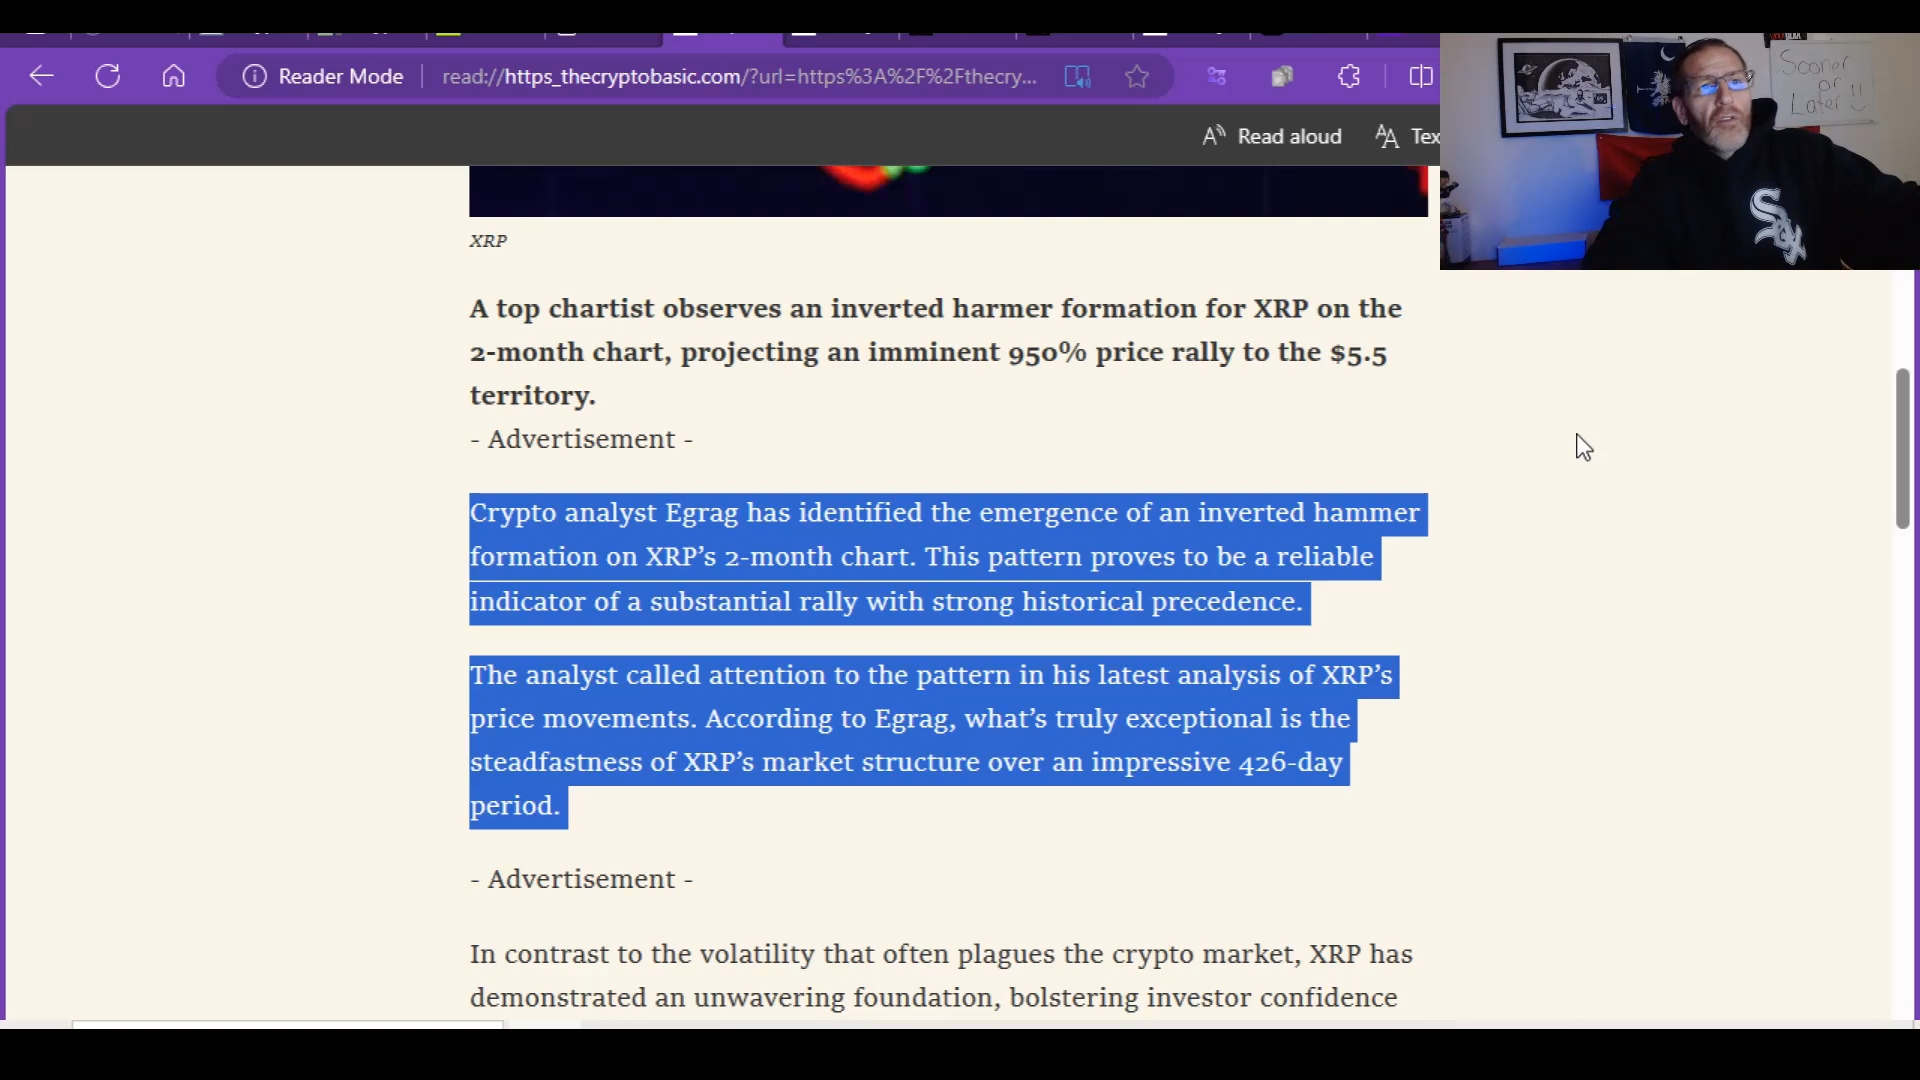 Reader Mode
read://https_thecryptobasic.com/?url=https%3A%2F%2Fthecry...
Read aloud
Tex
Sooner
or
Later!!
Sox
XRP
A top chartist observes an inverted harmer formation for XRP on the
2-month chart, projecting an imminent 950% price rally to the $5.5
territory.
- Advertisement -
Crypto analyst Egrag has identified the emergence of an inverted hammer
formation on XRP’s 2-month chart. This pattern proves to be a reliable
indicator of a substantial rally with strong historical precedence.
The analyst called attention to the pattern in his latest analysis of XRP’s
price movements. According to Egrag, what’s truly exceptional is the
steadfastness of XRP’s market structure over an impressive 426-day
period.
- Advertisement -
In contrast to the volatility that often plagues the crypto market, XRP has
demonstrated an unwavering foundation, bolstering investor confidence